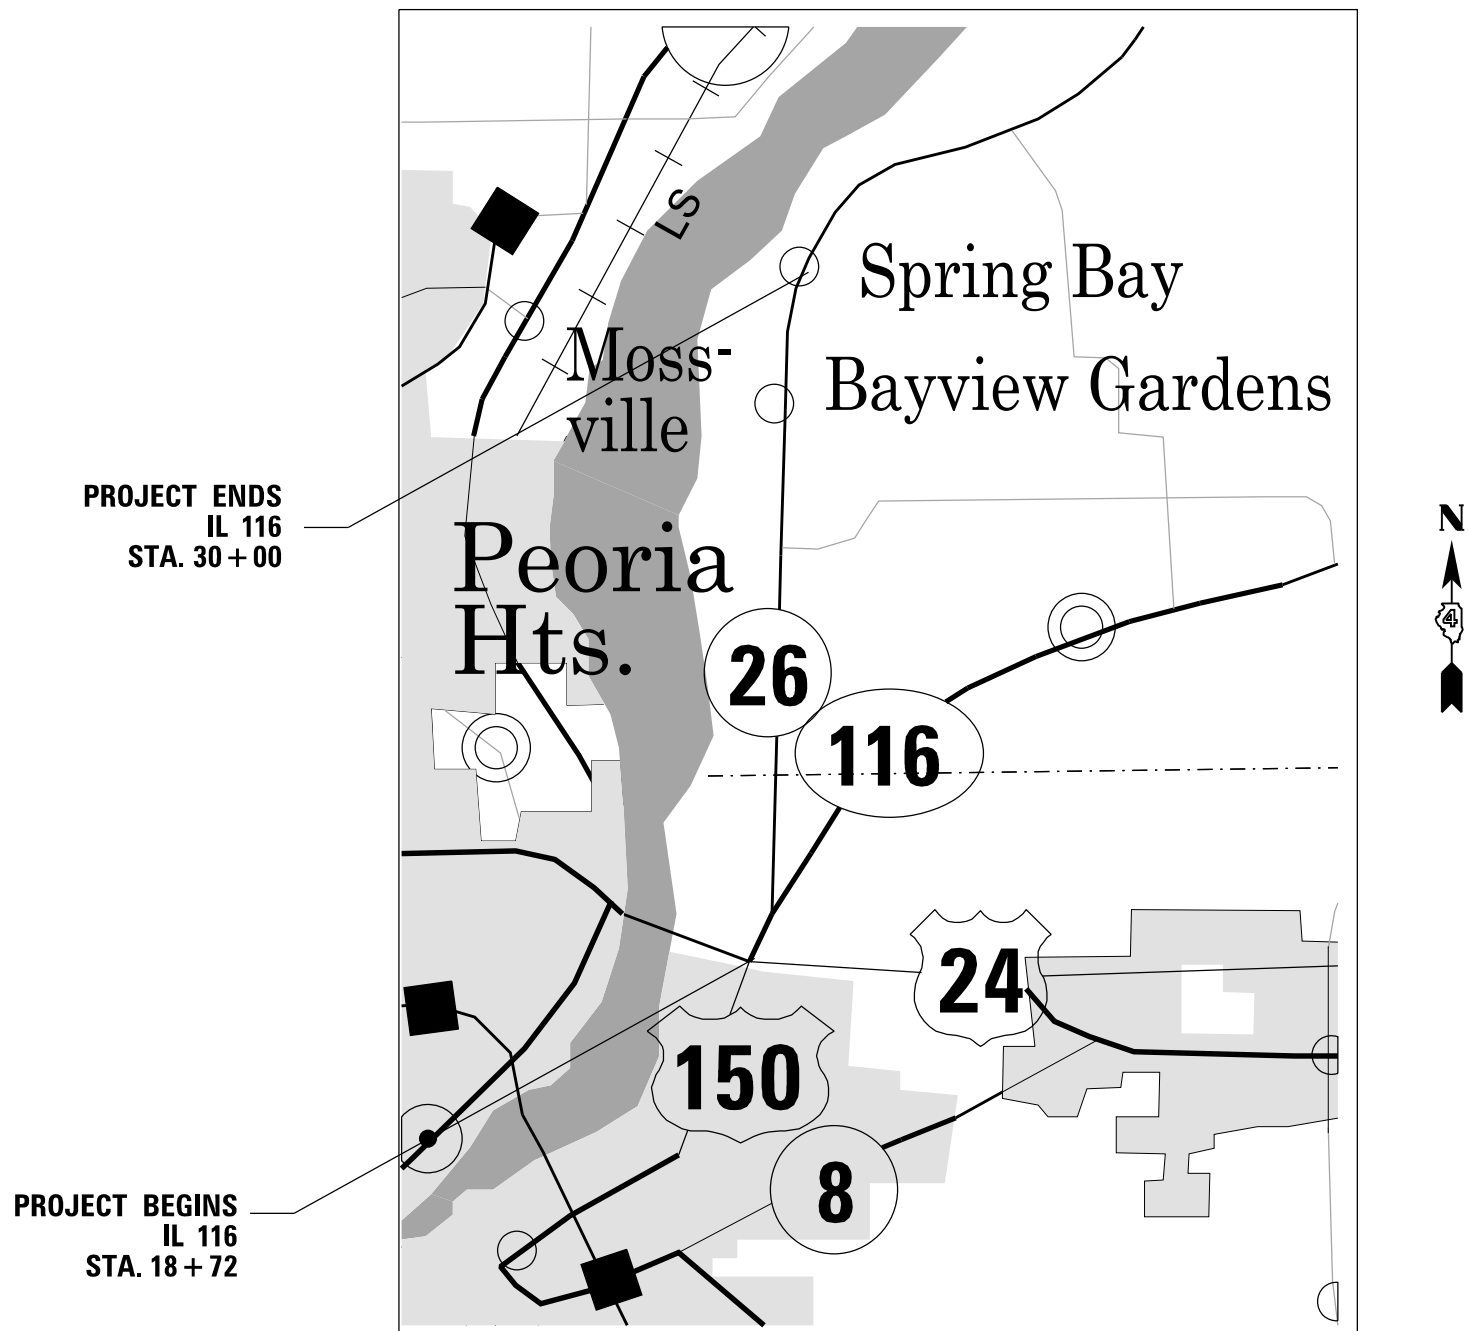 LS
Spring Bay
Moss-
ville
Bayview Gardens
PROJECT ENDS
IL 116
STA. 30+00
N
4
Peoria
Hts.
26
116
24
150
8
PROJECT BEGINS
IL 116
STA. 18+72